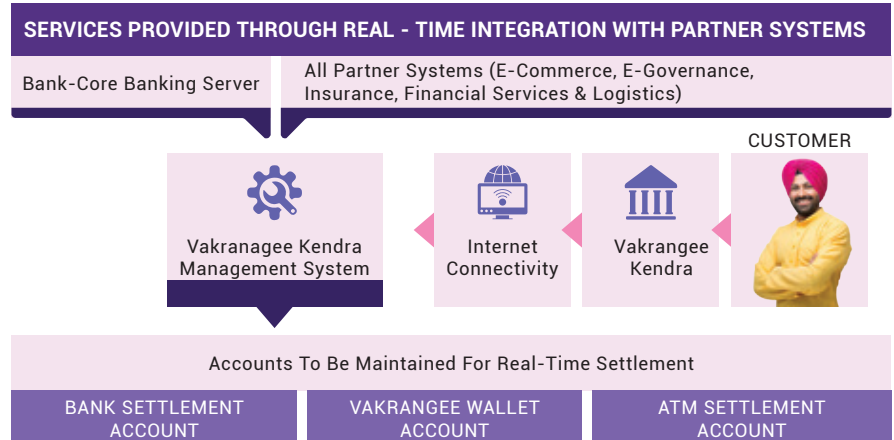 SERVICES PROVIDED THROUGH REAL - TIME INTEGRATION WITH PARTNER SYSTEMS
Bank-Core Banking Server
All Partner Systems (E-Commerce, E-Governance,
Insurance, Financial Services & Logistics)
CUSTOMER
Vakranagee Kendra
Management System
Internet
Connectivity
Vakrangee
Kendra
Accounts To Be Maintained For Real-Time Settlement
BANK SETTLEMENT
ACCOUNT
VAKRANGEE WALLET
ACCOUNT
ATM SETTLEMENT
ACCOUNT